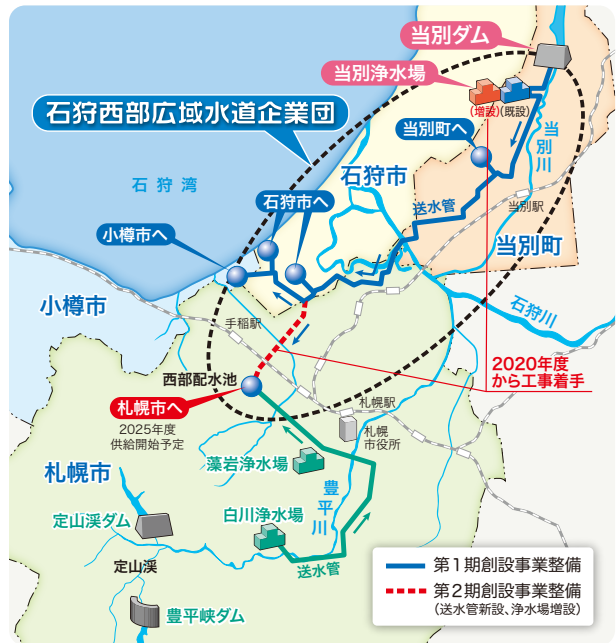 当別ダム
当別浄水場
(増設)(既設)
石狩西部広域水道企業団
当別町へ
当別川
石狩市
石狩湾
石狩市へ
送水管
当別駅
小樽市へ
当別町
小樽市
石狩川
手稲駅
2020年度
から工事着手
西部配水池
札幌市へ
札幌駅
2025年度
供給開始予定
札幌
市役所
藻岩浄水場
札幌市
豊平川
白川浄水場
定山渓ダム
定山渓
送水管
豊平峡ダム
第1期創設事業整備
第2期創設事業整備
(送水管新設、浄水場増設)